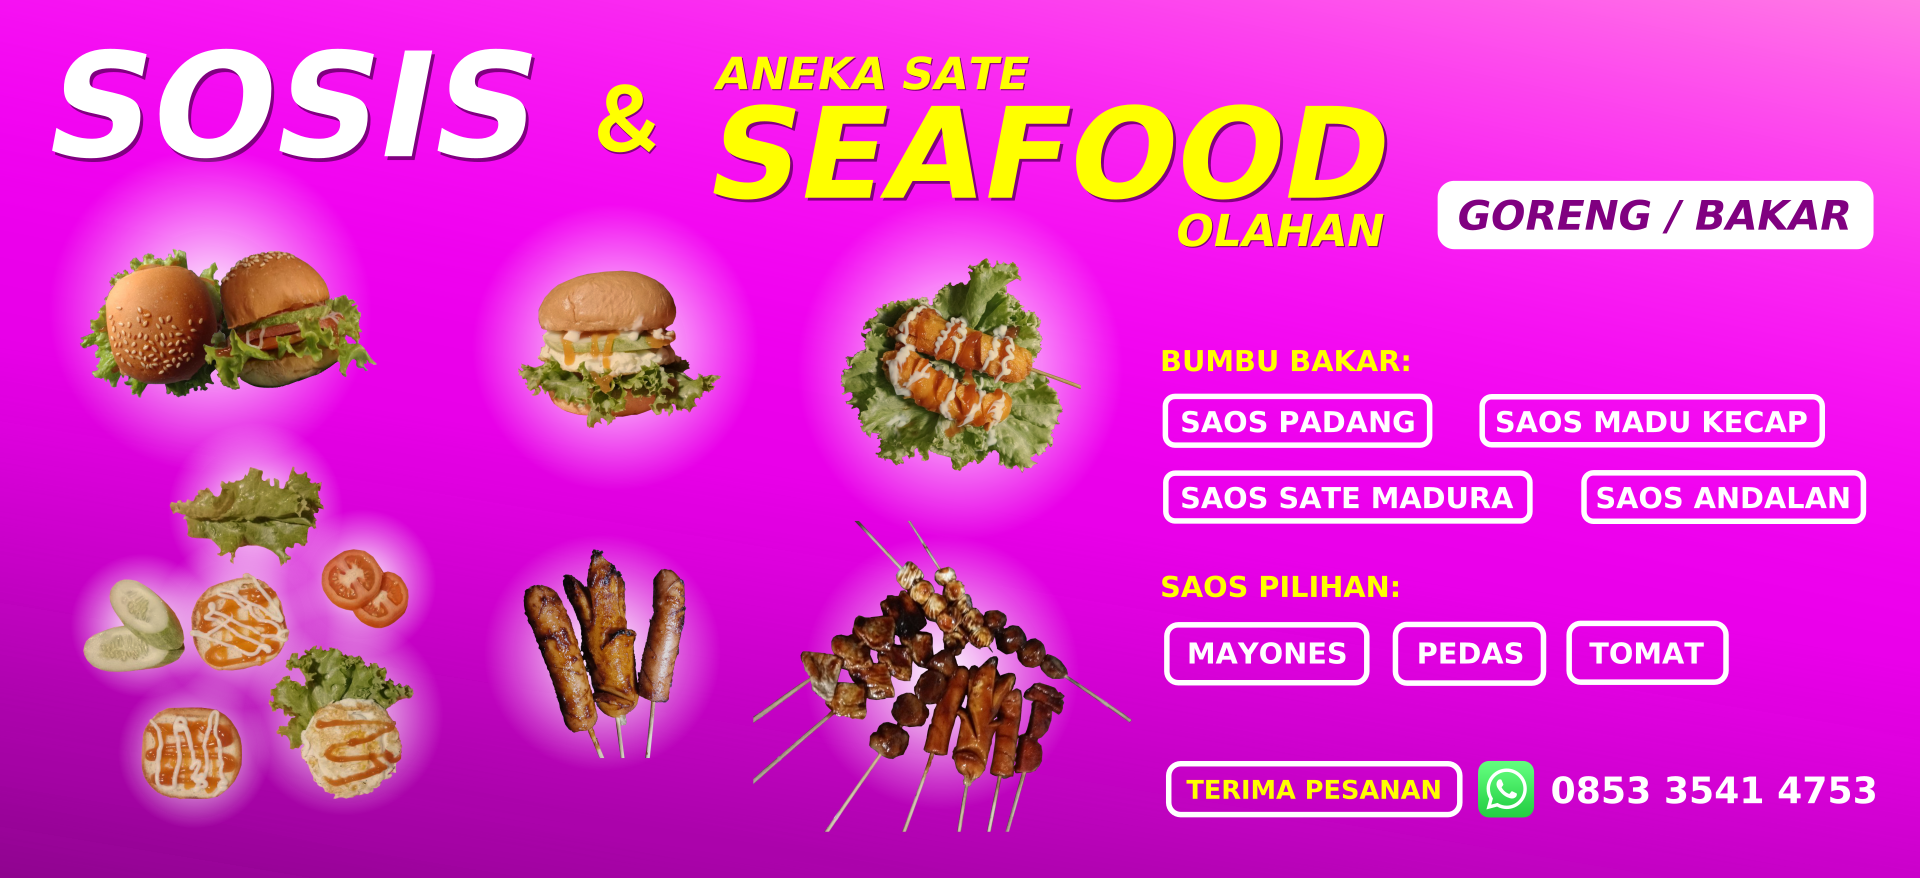 SOSIS
&
ANEKA SATE
SEAFOOD
OLAHAN
GORENG / BAKAR
BUMBU BAKAR:
SAOS PADANG
SAOS MADU KECAP
SAOS SATE MADURA
SAOS ANDALAN
SAOS PILIHAN:
MAYONES
PEDAS
TOMAT
TERIMA PESANAN
0853 3541 4753